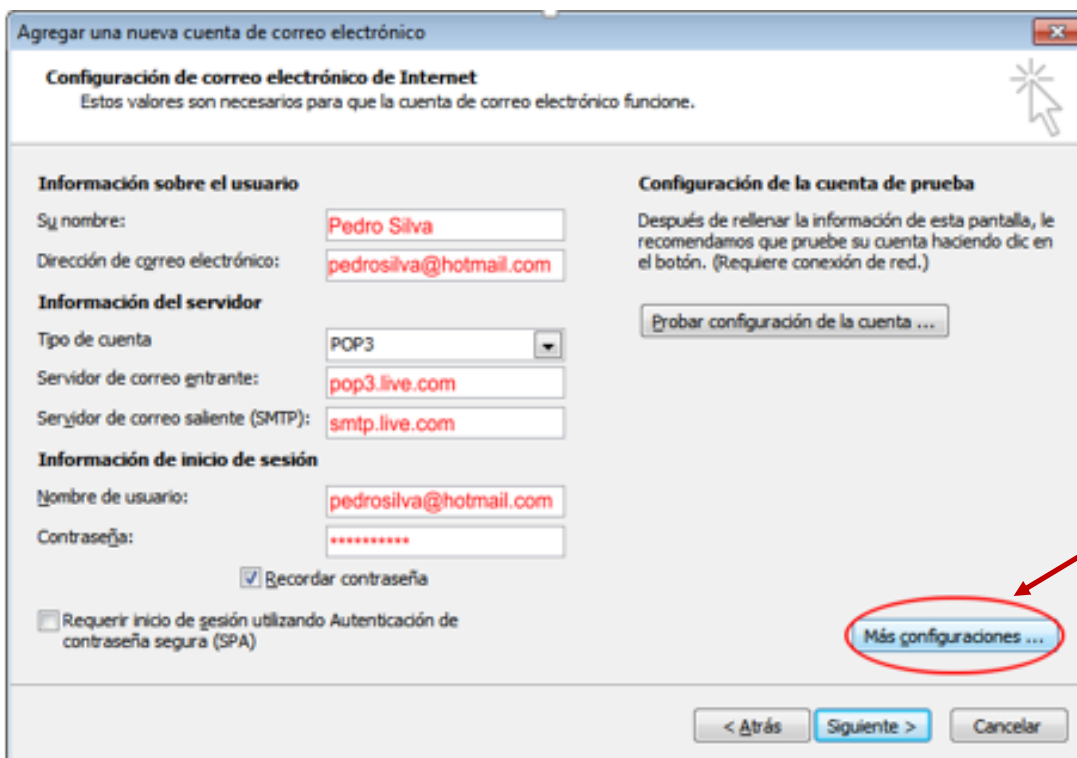 Agregar una nueva cuenta de correo electrónico
Configuración de correo electrónico de Internet
Estos valores son necesarios para que la cuenta de correo electrónico funcione.
Información sobre el usuario
Su nombre:
Pedro Silva
Dirección de correo electrónico:
pedrosilva@hotmail.com
Información del servidor
Tipo de cuenta
POP3
Servidor de correo entrante:
pop3.live.com
Servidor de correo saliente (SMTP):
smtp.live.com
Información de inicio de sesión
Nombre de usuario:
pedrosilva@hotmail.com
Contraseña:
**********
Recordar contraseña
Requerir inicio de sesión utilizando Autenticación de
contraseña segura (SPA)
Configuración de la cuenta de prueba
Después de rellenar la información de esta pantalla, le
recomendamos que pruebe su cuenta haciendo clic en
el botón. (Requiere conexión de red.)
Probar configuración de la cuenta ...
Más configuraciones ...
< Atrás
Siguiente >
Cancelar